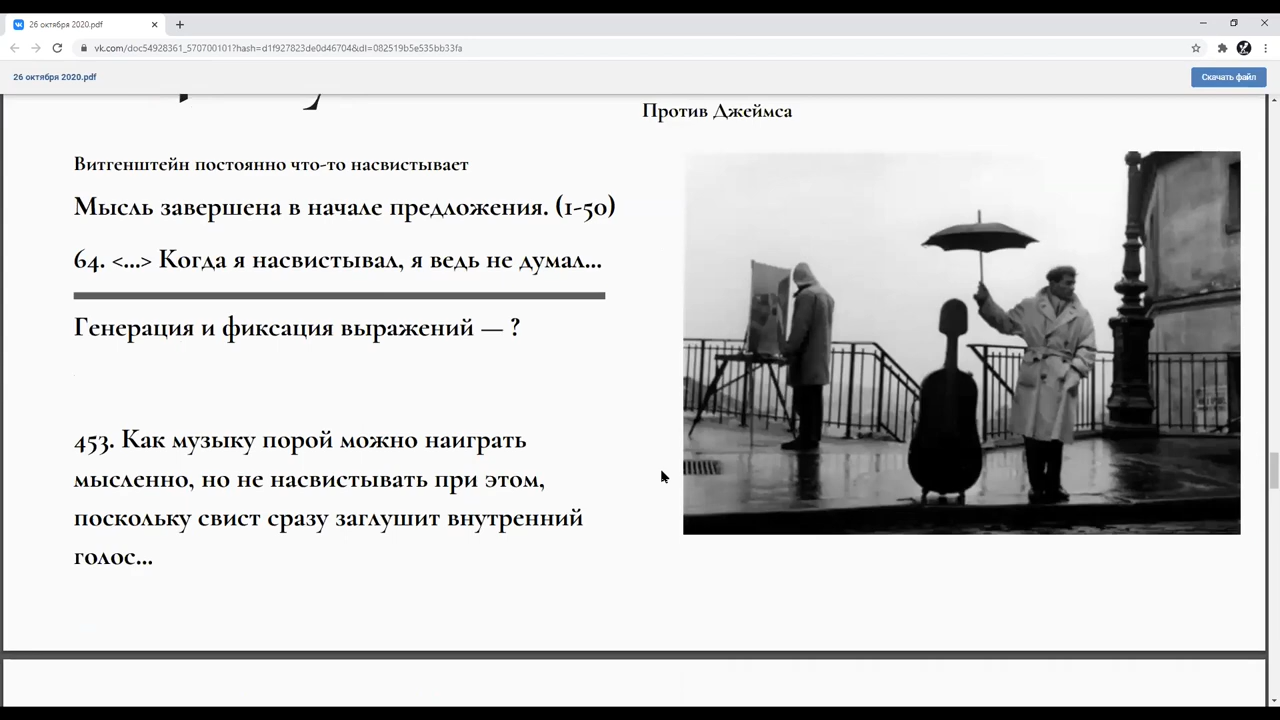 26 октября 2020.pdf
vk.com/doc54928361_570700101?hash=d1f927823de0d46704&dl=082519b5e535bb33fa
26 октября 2020.pdf
Скачать файл
Против Джеймса
Витгенштейн постоянно что-то насвистывает
Мысль завершена в начале предложения. (1-50)
64. <...> Когда я насвистывал, я ведь не думал...
Генерация и фиксация выражений — ?
453. Как музыку порой можно наиграть
мысленно, но не насвистывать при этом,
поскольку свист сразу заглушит внутренний
голос...